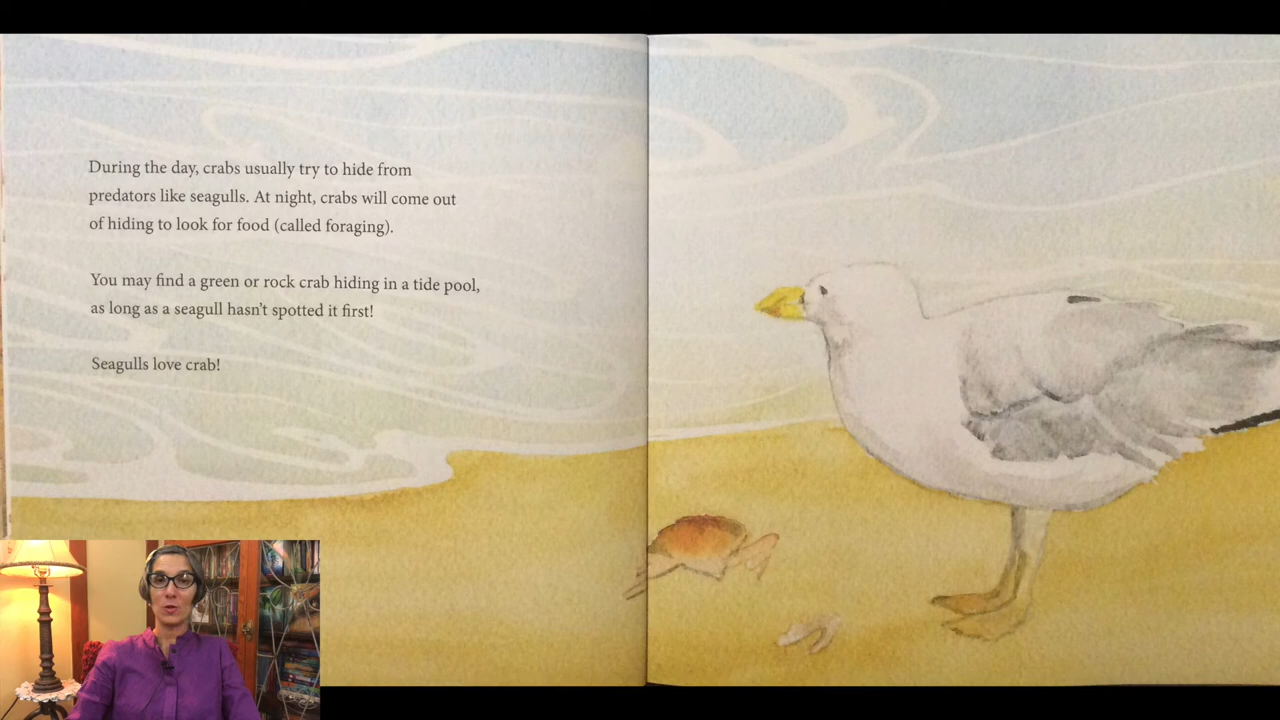 During the day, crabs usually try to hide from
predators like seagulls. At night, crabs will come out
of hiding to look for food (called foraging).
You may find a green or rock crab hiding in a tide pool,
as long as a seagull hasn't spotted it first!
Seagulls love crab!